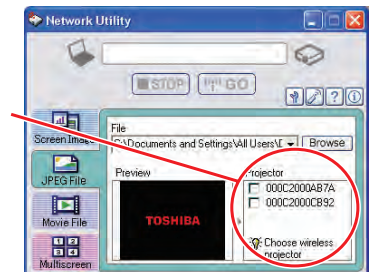 Network Utility
STOP
GO
Screen Image
File
C:\Documents and Settings\All Users\
Browse
JPEG File
Preview
Projector
000C2000AB7A
000C2000CB92
TOSHIBA
Movie File
Choose wireless
projector
Multiscreen